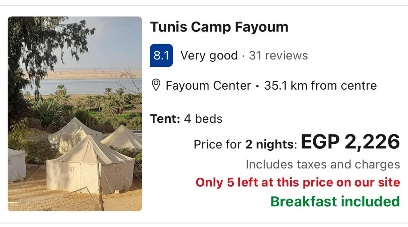 Tunis Camp Fayoum
8.1 Very good · 31 reviews
Fayoum Center • 35.1 km from centre
Tent: 4 beds
Price for 2 nights: EGP 2,226
Includes taxes and charges
Only 5 left at this price on our site
Breakfast included